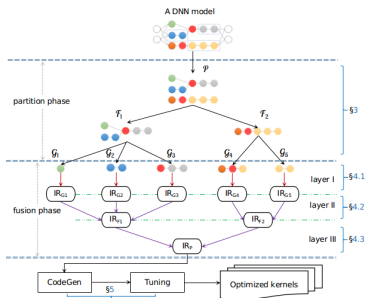 A DNN model
𝒫
partition phase
ℱ1
ℱ2
§3
𝒢1
𝒢2
𝒢3
𝒢4
𝒢5
layer I
§4.1
IRG1
IRG2
IRG3
IRG4
IRG5
layer II
§4.2
fusion phase
IRF1
IRF2
layer III
§4.3
IRP
CodeGen
Tuning
Optimized kernels
§5